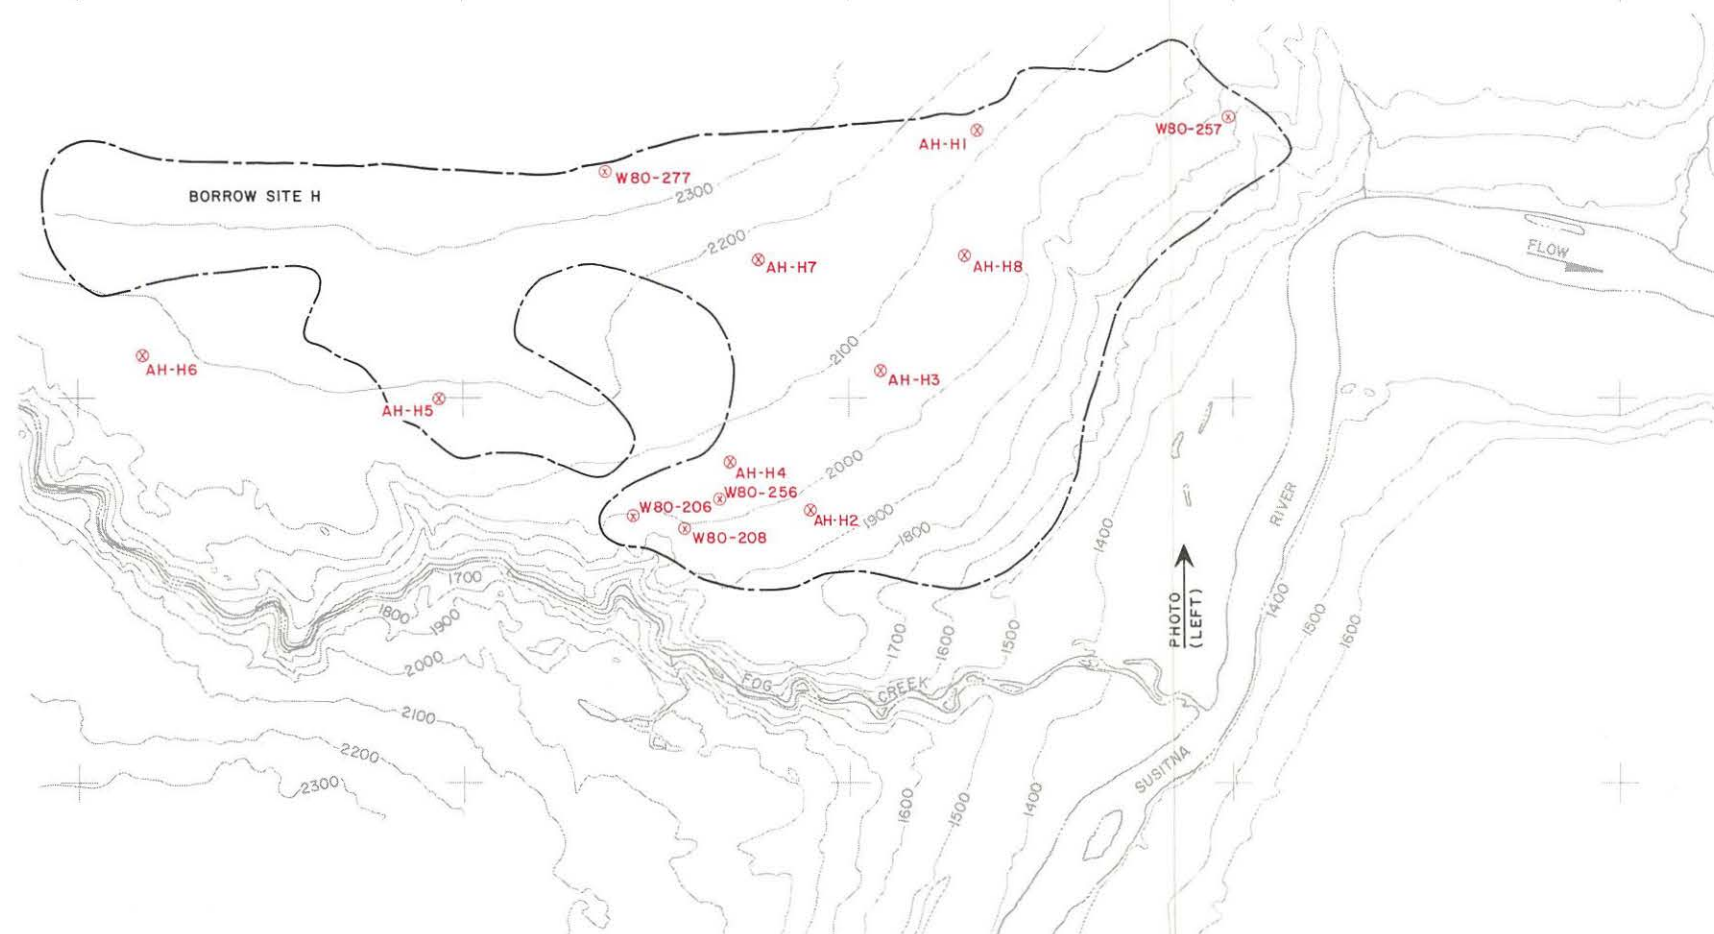 W80-257
AH-H1
W80-277
BORROW SITE H
2300
2200
FLOW
AH-H7
AH-H8
2100
AH-H6
AH-H3
AH-H5
AH-H4
2000
W80-256
W80-206
AH-H2
1900
W80-208
1800
1400
RIVER
1700
1800
1900
2000
PHOTO
(LEFT)
1400
1500
1600
1700
1600
1500
FOG
CREEK
2100
2200
2300
SUSITNA
1600
1500
1400